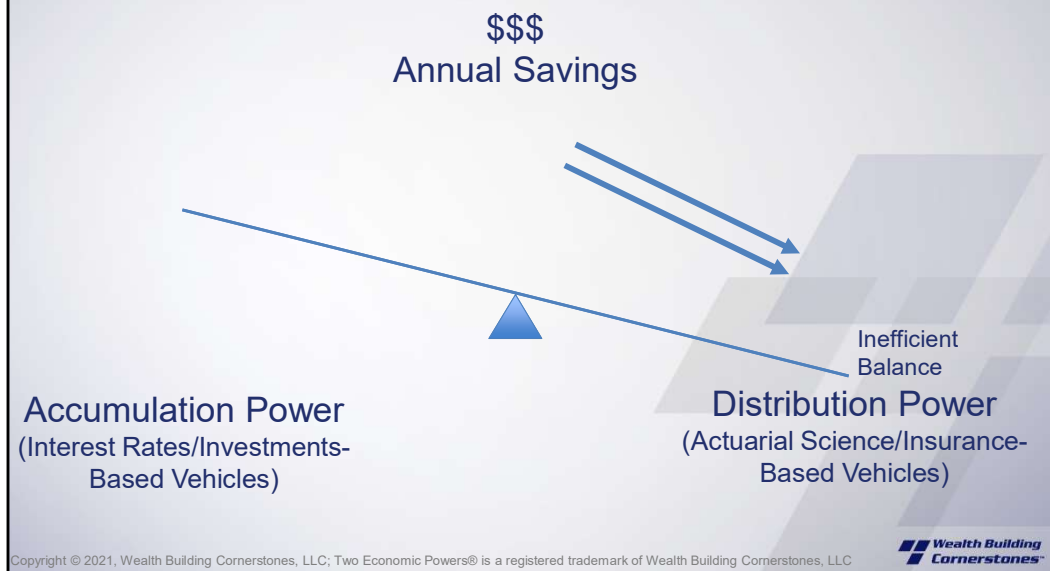 $$$
Annual Savings
Inefficient
Balance
Accumulation Power
(Interest Rates/Investments-
Based Vehicles)
Distribution Power
(Actuarial Science/Insurance-
Based Vehicles)
Copyright © 2021, Wealth Building Cornerstones, LLC; Two Economic Powers® is a registered trademark of Wealth Building Cornerstones, LLC
Wealth Building
Cornerstones℠